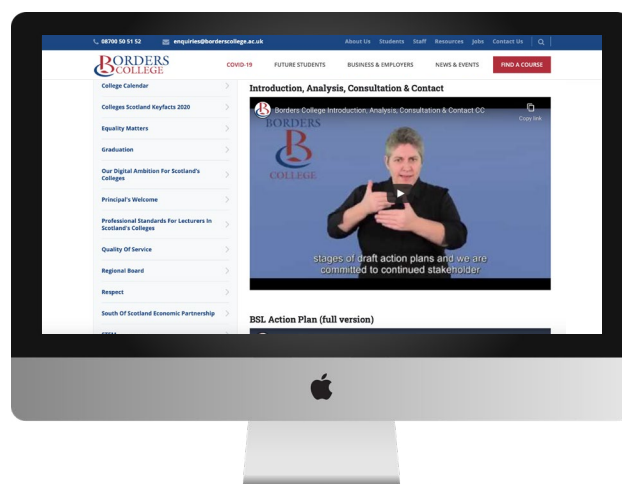 08700 50 51 52 enquiries@borderscollege.ac.uk About Us Students Staff Resources Jobs Contact Us
BORDERS
COLLEGE
COVID-19 FUTURE STUDENTS BUSINESS & EMPLOYERS NEWS & EVENTS FIND A COURSE
College Calendar
Colleges Scotland Keyfacts 2020
Equality Matters
Graduation
Our Digital Ambition For Scotland's
Colleges
Principal's Welcome
Professional Standards For Lecturers In
Scotland's Colleges
Quality Of Service
Regional Board
Respect
South Of Scotland Economic Partnership
STEM
Introduction, Analysis, Consultation & Contact
Borders College Introduction, Analysis, Consultation & Contact CC
Copy link
BORDERS
COLLEGE
stages of draft action plans and we are
committed to continued stakeholder
BSL Action Plan (full version)